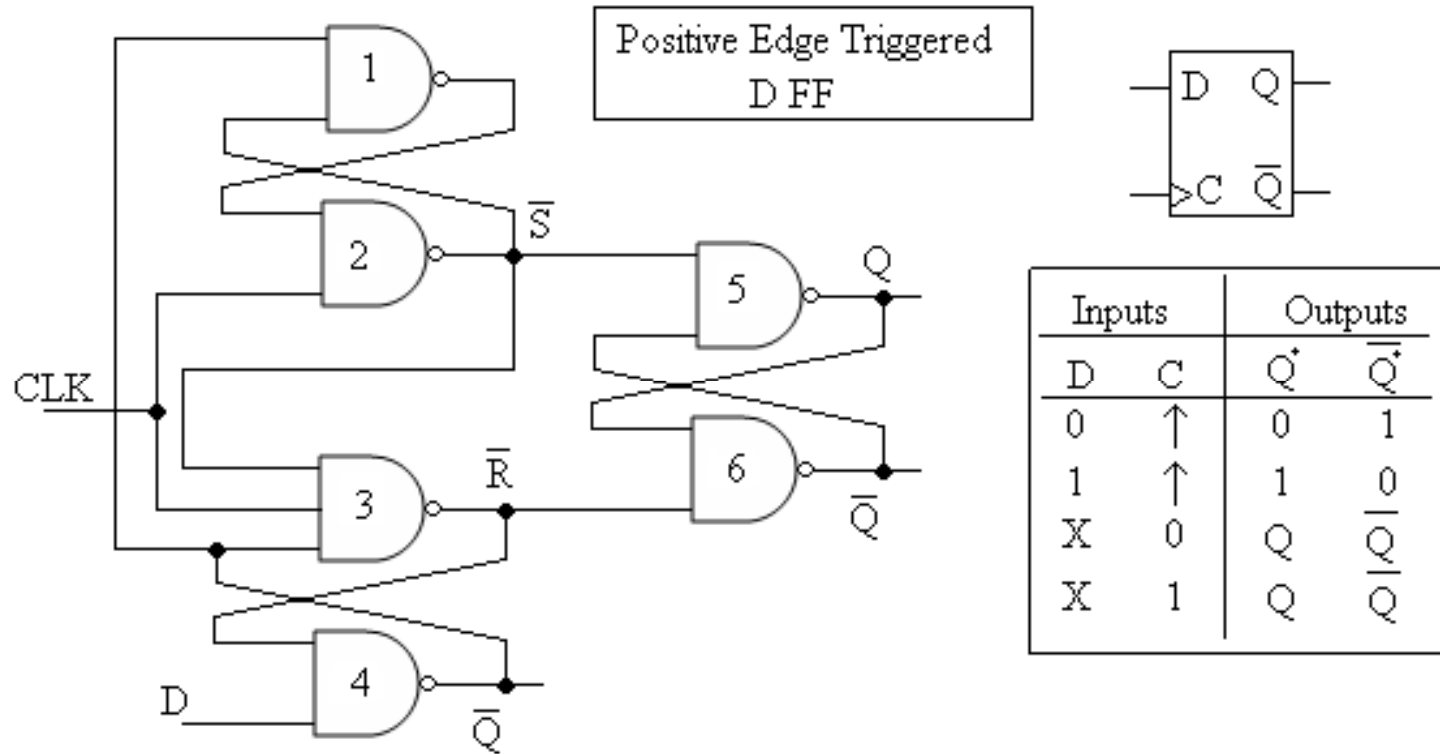 Positive Edge Triggered
D FF
1
2
3
4
5
6
CLK
D
S̅
R̅
Q
Q̅
Q̅
D Q
C Q̅
Inputs Outputs
D C Q⁺ Q̅⁺
0 ↑ 0 1
1 ↑ 1 0
X 0 Q Q̅
X 1 Q Q̅